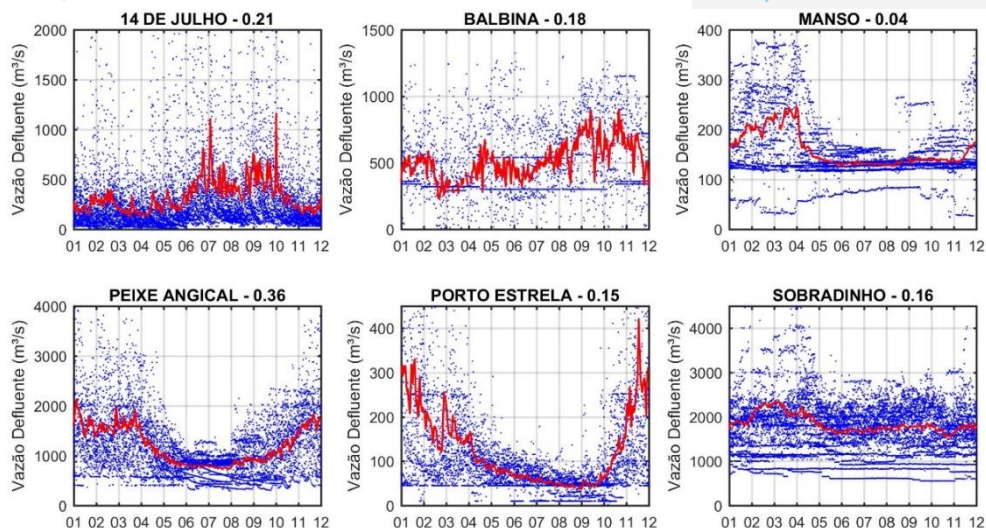 14 DE JULHO - 0.21
Vazão Defluente (m³/s)
2000
1500
1000
500
0
01 02 03 04 05 06 07 08 09 10 11 12
BALBINA - 0.18
Vazão Defluente (m³/s)
1500
1000
500
0
01 02 03 04 05 06 07 08 09 10 11 12
MANSO - 0.04
Vazão Defluente (m³/s)
400
300
200
100
0
01 02 03 04 05 06 07 08 09 10 11 12
PEIXE ANGICAL - 0.36
Vazão Defluente (m³/s)
4000
3000
2000
1000
0
01 02 03 04 05 06 07 08 09 10 11 12
PORTO ESTRELA - 0.15
Vazão Defluente (m³/s)
400
300
200
100
0
01 02 03 04 05 06 07 08 09 10 11 12
SOBRADINHO - 0.16
Vazão Defluente (m³/s)
4000
3000
2000
1000
0
01 02 03 04 05 06 07 08 09 10 11 12